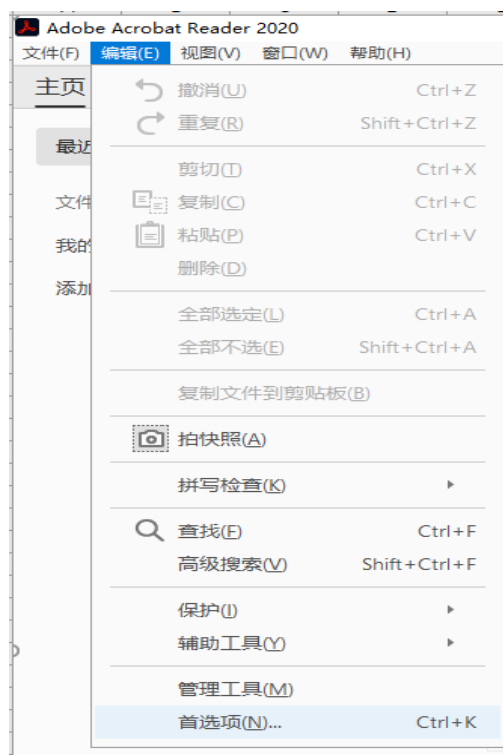 Adobe Acrobat Reader 2020
文件(F) 编辑(E) 视图(V) 窗口(W) 帮助(H)
主页
最近
文件
我的
添加
撤消(U) Ctrl+Z
重复(R) Shift+Ctrl+Z
剪切(T) Ctrl+X
复制(C) Ctrl+C
粘贴(P) Ctrl+V
删除(D)
全部选定(L) Ctrl+A
全部不选(E) Shift+Ctrl+A
复制文件到剪贴板(B)
拍快照(A)
拼写检查(K)
查找(F) Ctrl+F
高级搜索(V) Shift+Ctrl+F
保护(I)
辅助工具(Y)
管理工具(M)
首选项(N)... Ctrl+K